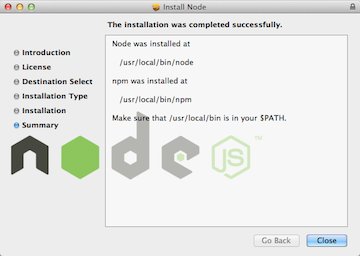 Install Node
The installation was completed successfully.
Introduction
License
Destination Select
Installation Type
Installation
Summary
Node was installed at
/usr/local/bin/node
npm was installed at
/usr/local/bin/npm
Make sure that /usr/local/bin is in your $PATH.
node
JS™
Go Back
Close